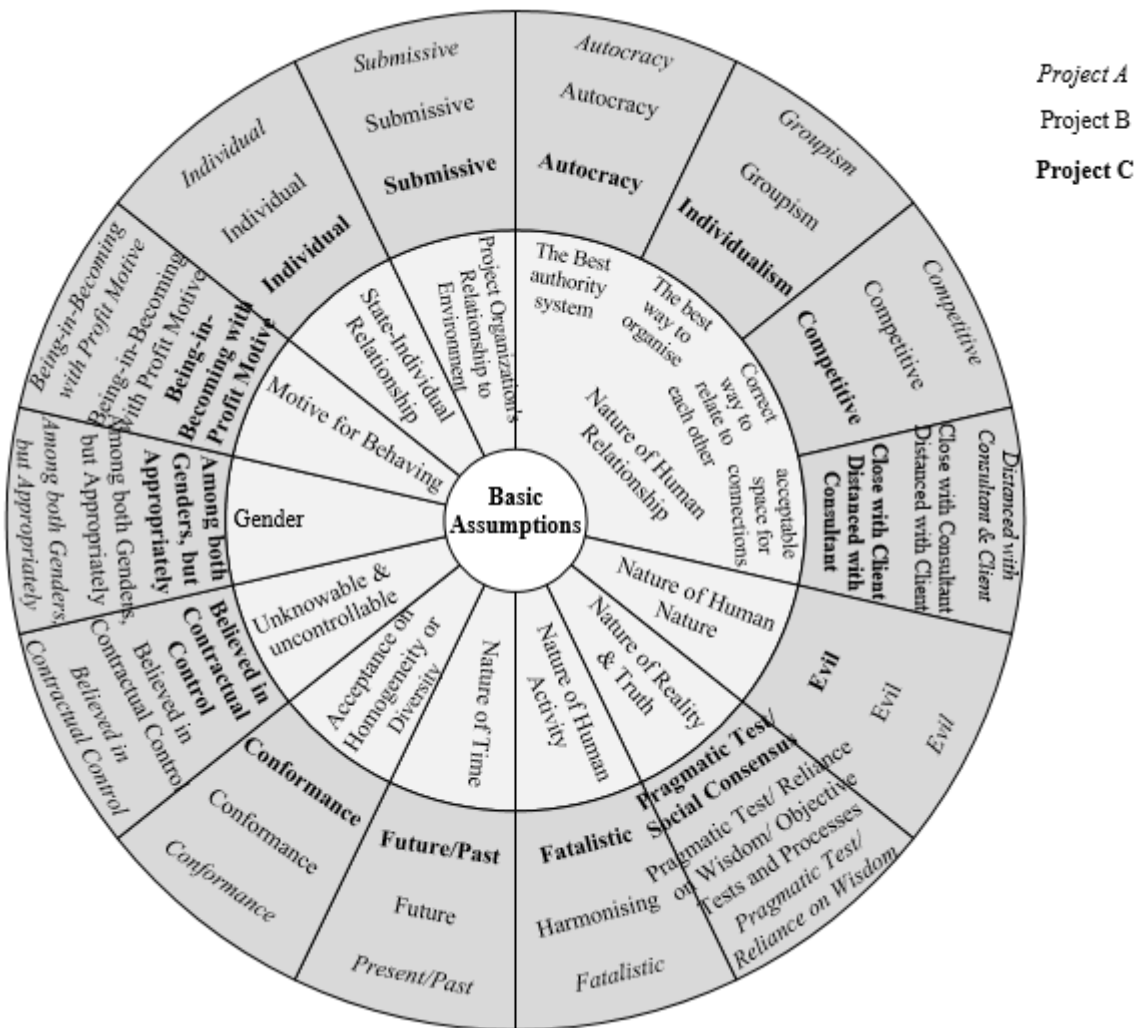 Project A
Project B
Project C
Basic
Assumptions
The Best
authority
system
The best
way to
organise
Correct
way to
relate to
each other
acceptable
space for
connections
Nature of Human
Relationship
Nature of Human
Nature
Nature of Reality
& Truth
Nature of Human
Activity
Nature of Time
Acceptance on
Homogeneity or
Diversity
Unknowable &
uncontrollable
Gender
Motive for Behaving
State-Individual
Relationship
Project Organization's
Relationship to
Environment
Autocracy
Autocracy
Autocracy
Groupism
Groupism
Individualism
Competitive
Competitive
Competitive
Distanced with
Consultant & Client
Close with Consultant
Distanced with Client
Close with Client
Distanced with
Consultant
Evil
Evil
Evil
Pragmatic Test/
Social Consensus
Pragmatic Test/ Reliance
on Wisdom/ Objective
Tests and Processes
Pragmatic Test/
Reliance on Wisdom
Fatalistic
Harmonising
Fatalistic
Future/Past
Future
Present/Past
Conformance
Conformance
Conformance
Believed in
Contractual
Control
Believed in
Contractual Control
Believed in
Contractual Control
Among both
Genders, but
Appropriately
Among both Genders,
but Appropriately
Among both Genders,
but Appropriately
Being-in-Becoming
with Profit Motive
Being-in-Becoming
with Profit Motive
Being-in-
Becoming with
Profit Motive
Individual
Individual
Individual
Submissive
Submissive
Submissive